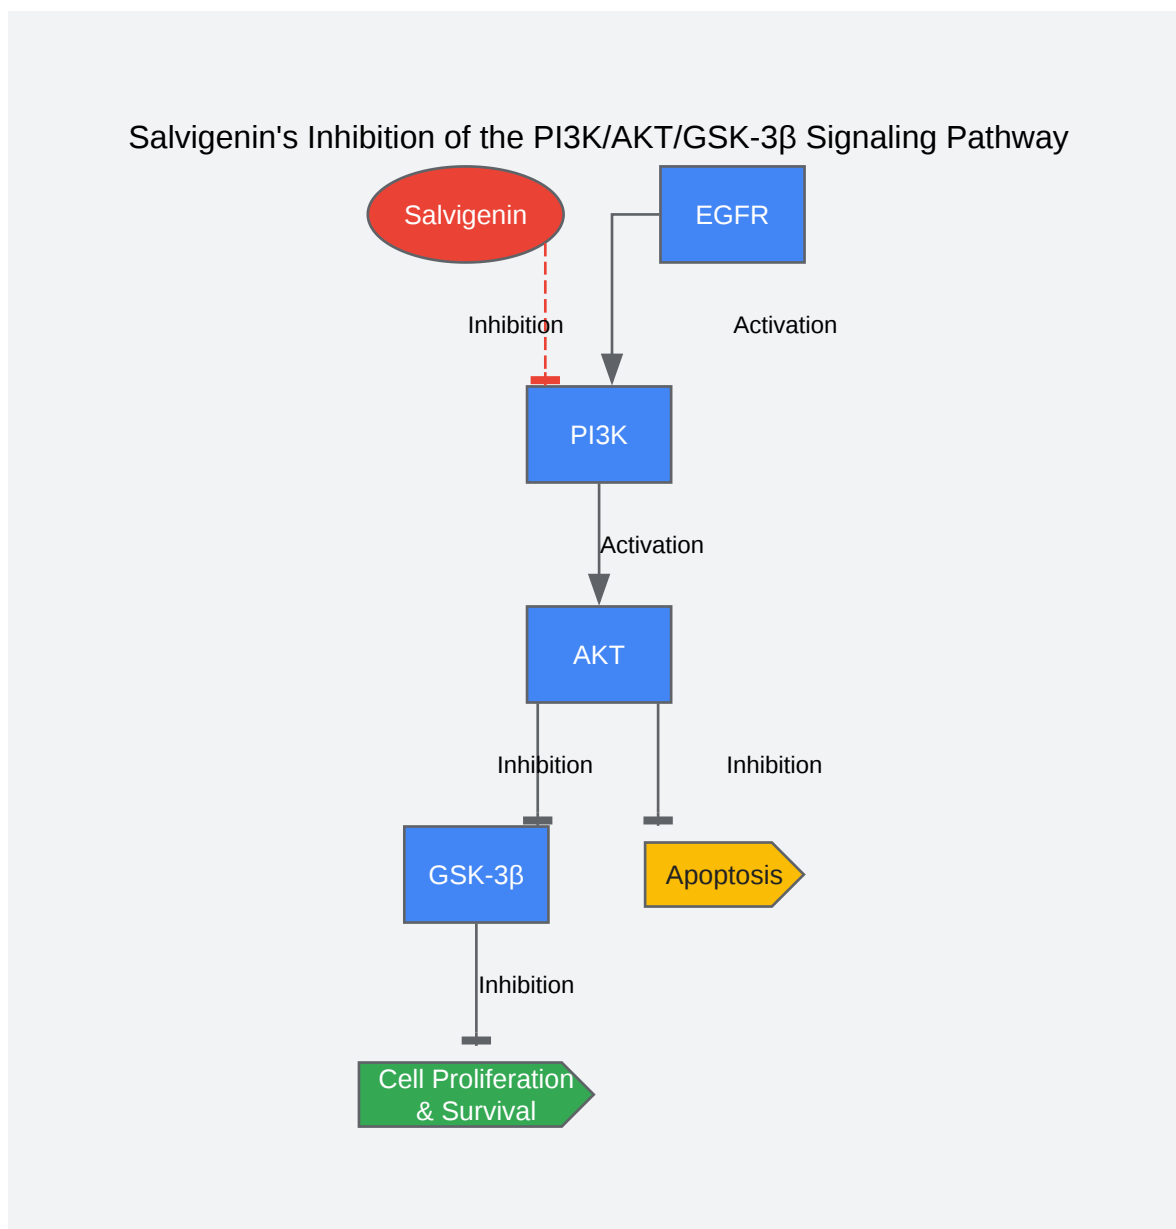 Salvigenin's Inhibition of the PI3K/AKT/GSK-3β Signaling Pathway
Salvigenin
EGFR
Inhibition
Activation
PI3K
Activation
AKT
Inhibition
Inhibition
GSK-3β
Apoptosis
Inhibition
Cell Proliferation
& Survival